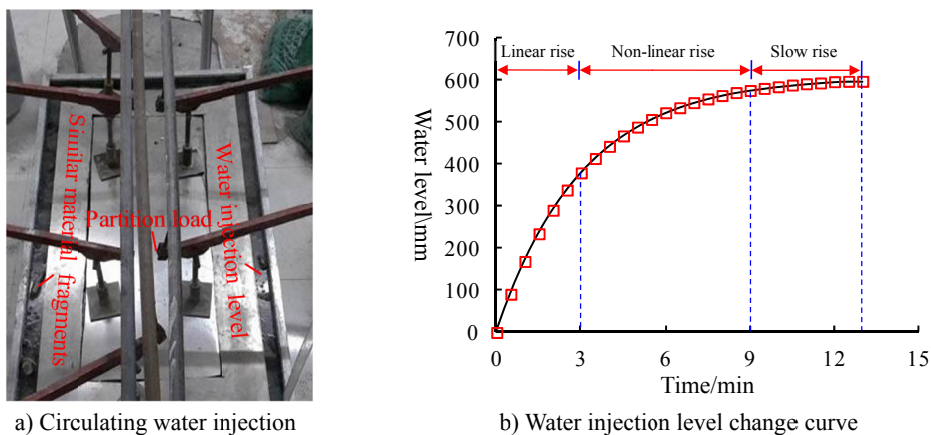 Similar material fragments
Partition load
Water injection level
a) Circulating water injection
700
600
500
400
300
200
100
0
Water level\mm
Linear rise
Non-linear rise
Slow rise
0 3 6 9 12 15
Time/min
b) Water injection level change curve